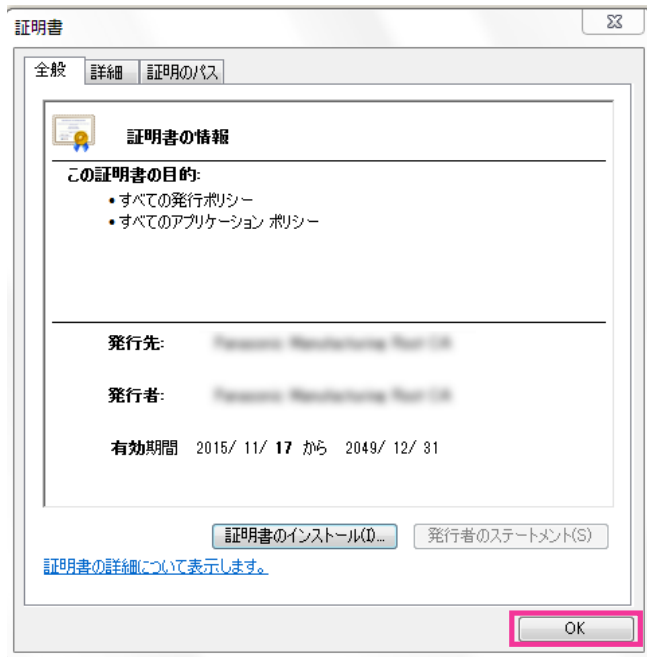 証明書
全般 詳細 証明のパス
証明書の情報
この証明書の目的:
•すべての発行ポリシー
•すべてのアプリケーション ポリシー
発行先:
発行者:
有効期間 2015/ 11/ 17 から 2049/ 12/ 31
証明書のインストール(I)... 発行者のステートメント(S)
証明書の詳細について表示します。
OK